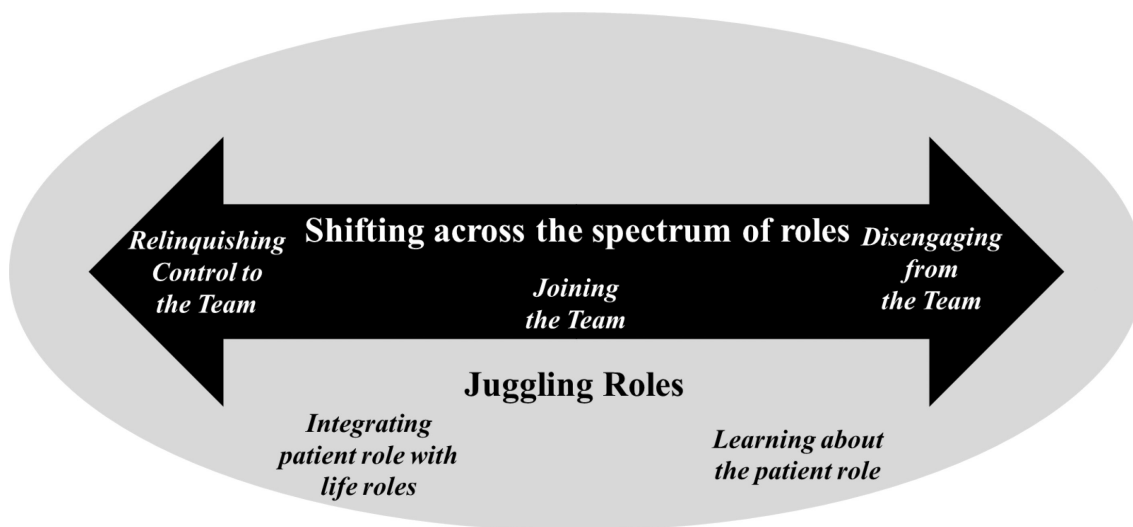 Shifting across the spectrum of roles
Relinquishing
Control to
the Team
Joining
the Team
Disengaging
from
the Team
Juggling Roles
Integrating
patient role with
life roles
Learning about
the patient role